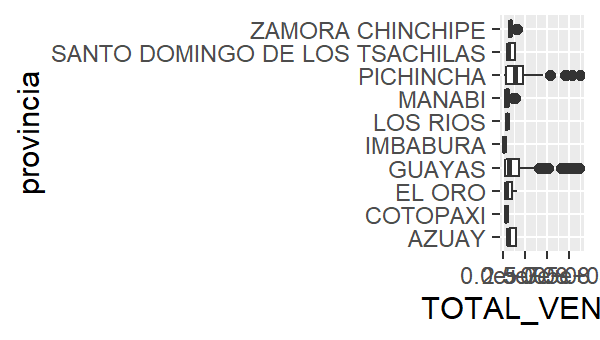 ZAMORA CHINCHIPE
SANTO DOMINGO DE LOS TSACHILAS
PICHINCHA
MANABI
LOS RIOS
IMBABURA
GUAYAS
EL ORO
COTOPAXI
AZUAY
provincia
TOTAL_VEN